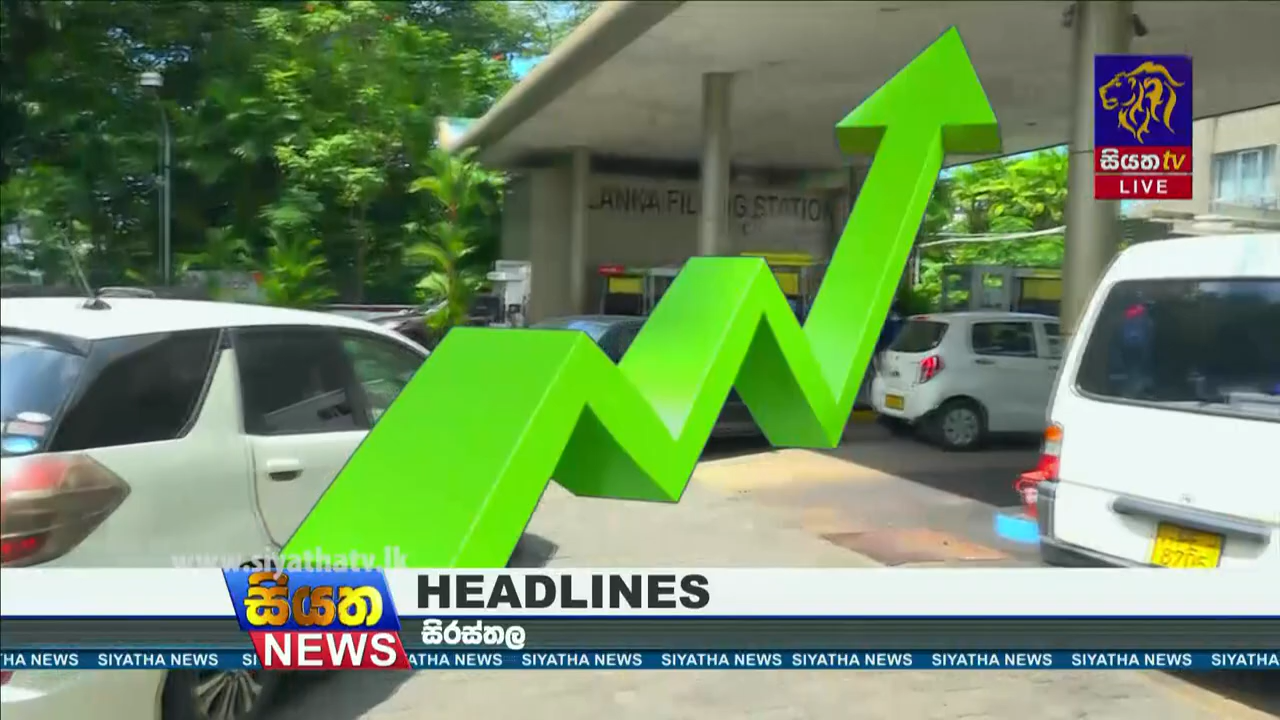 සියත tv
LIVE
LANKA FILLING STATION
www.siyathatv.lk
සියත
NEWS
HEADLINES
සිරස්තල
SIYATHA NEWS SIYATHA NEWS SIYATHA NEWS SIYATHA NEWS SIYATHA NEWS SIYATHA NEWS SIYATHA NEWS SIYATHA NEWS